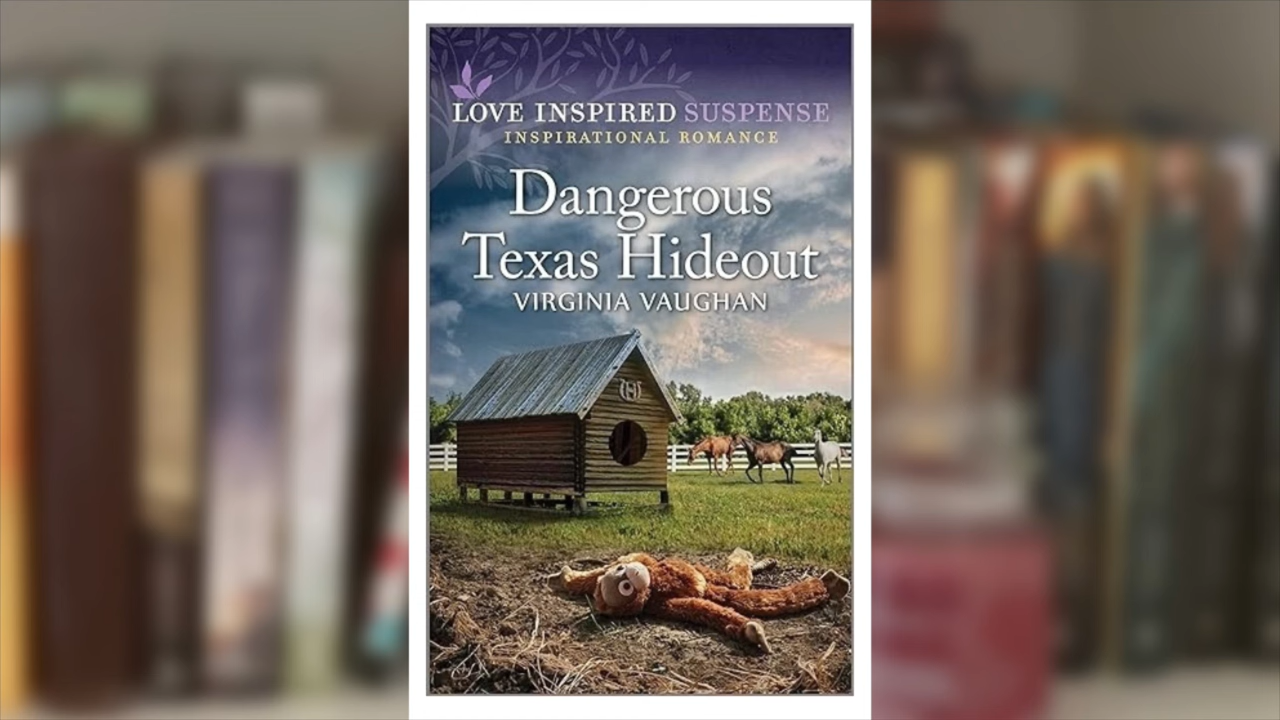 LOVE INSPIRED SUSPENSE
INSPIRATIONAL ROMANCE
Dangerous
Texas Hideout
VIRGINIA VAUGHAN